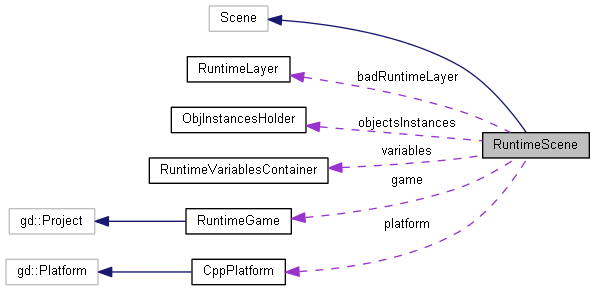 Scene
RuntimeLayer
badRuntimeLayer
ObjInstancesHolder
objectsInstances
RuntimeScene
variables
RuntimeVariablesContainer
game
gd::Project
RuntimeGame
platform
gd::Platform
CppPlatform